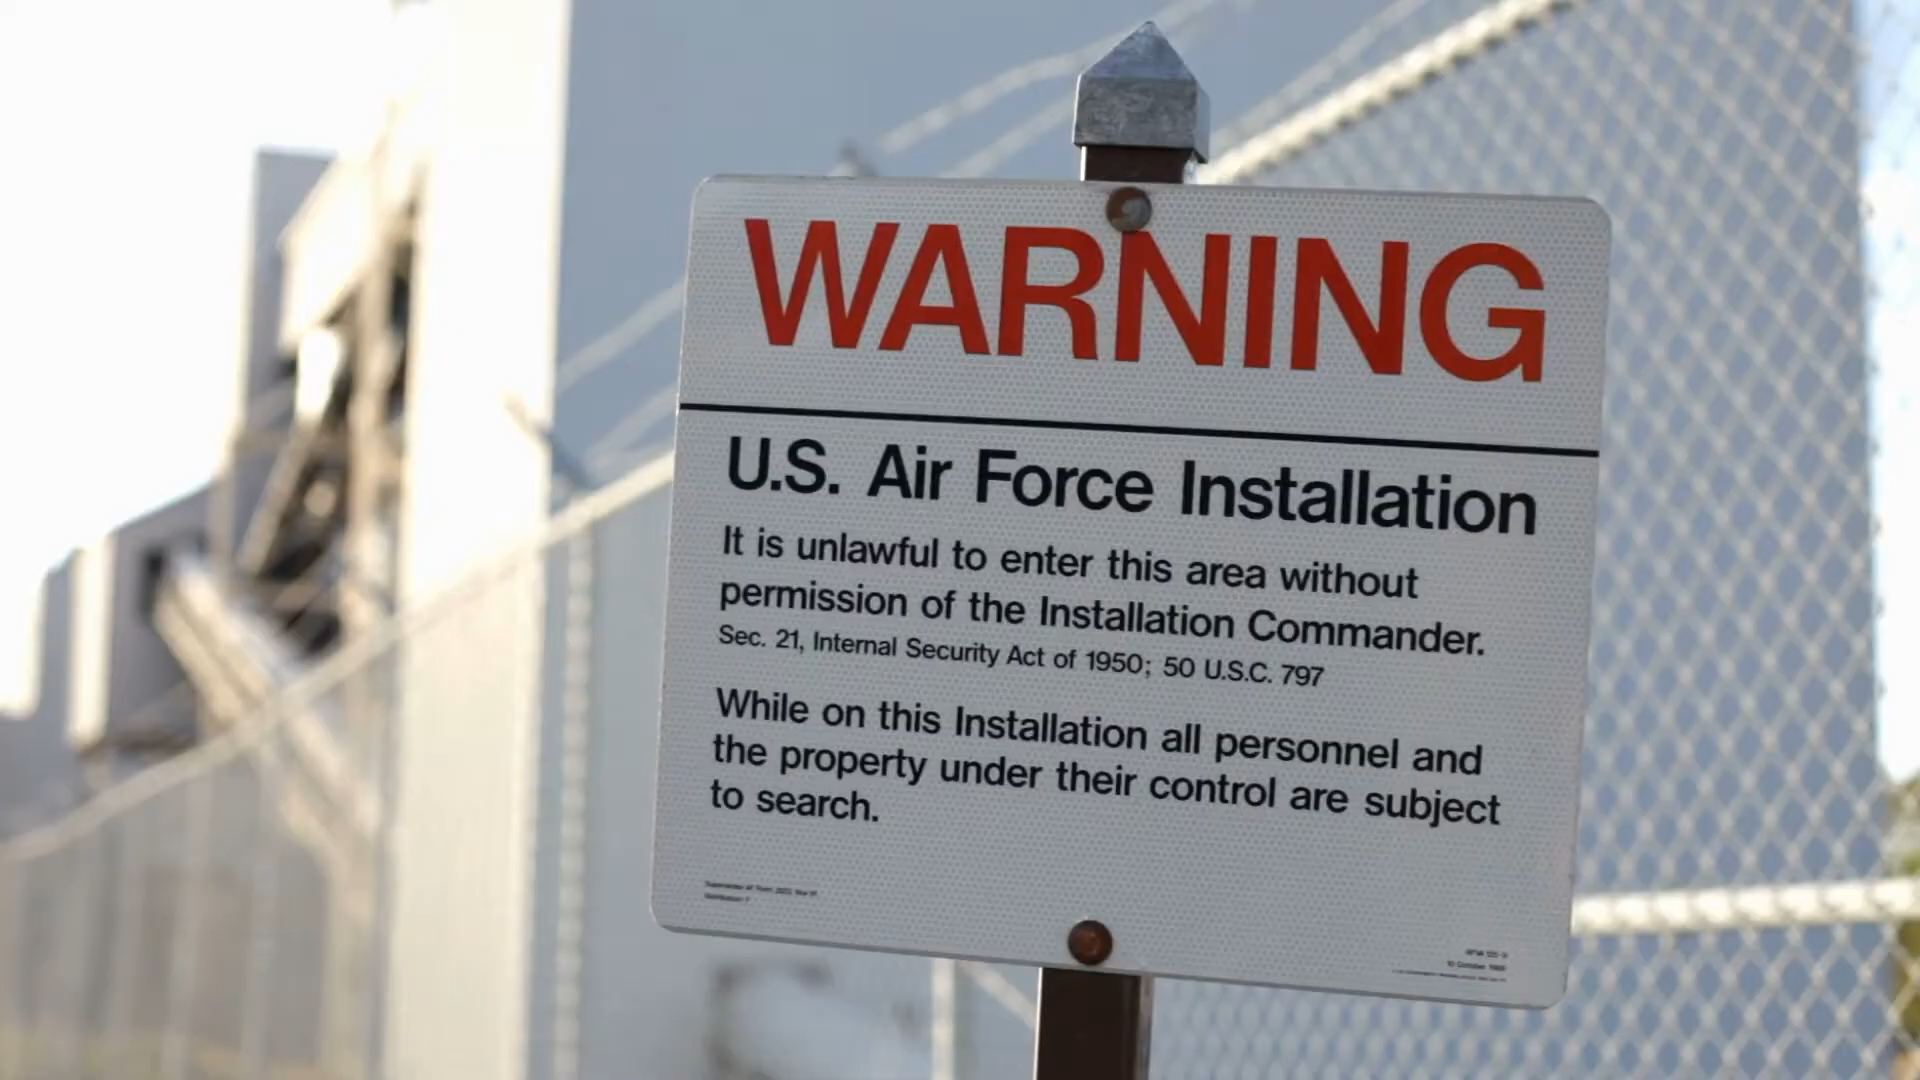 WARNING
U.S. Air Force Installation
It is unlawful to enter this area without
permission of the Installation Commander.
Sec. 21, Internal Security Act of 1950; 50 U.S.C. 797
While on this Installation all personnel and
the property under their control are subject
to search.